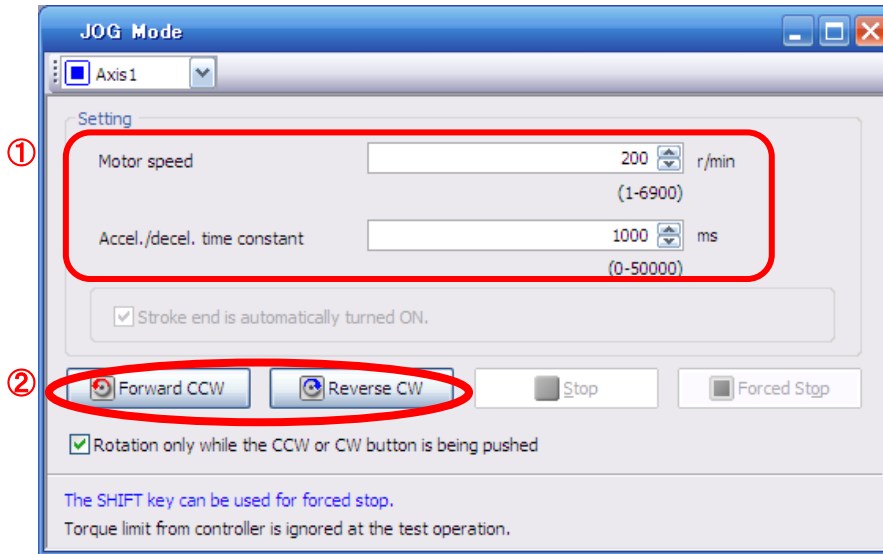 JOG Mode
Axis1
Setting
①
Motor speed 200 r/min
(1-6900)
Accel./decel. time constant 1000 ms
(0-50000)
Stroke end is automatically turned ON.
②
Forward CCW Reverse CW Stop Forced Stop
Rotation only while the CCW or CW button is being pushed
The SHIFT key can be used for forced stop.
Torque limit from controller is ignored at the test operation.